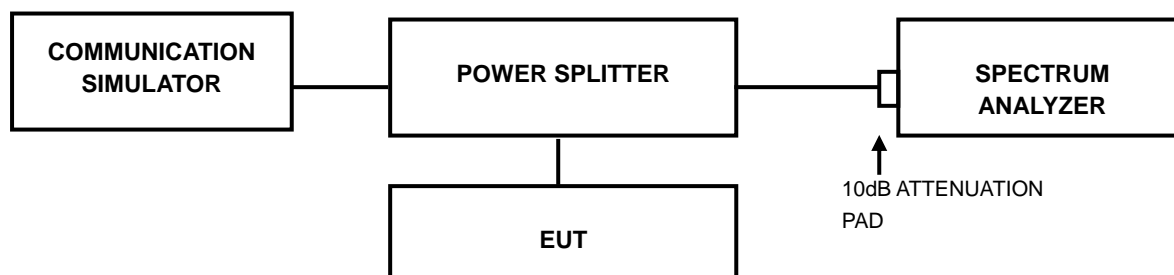 COMMUNICATION
SIMULATOR
POWER SPLITTER
SPECTRUM
ANALYZER
10dB ATTENUATION
PAD
EUT